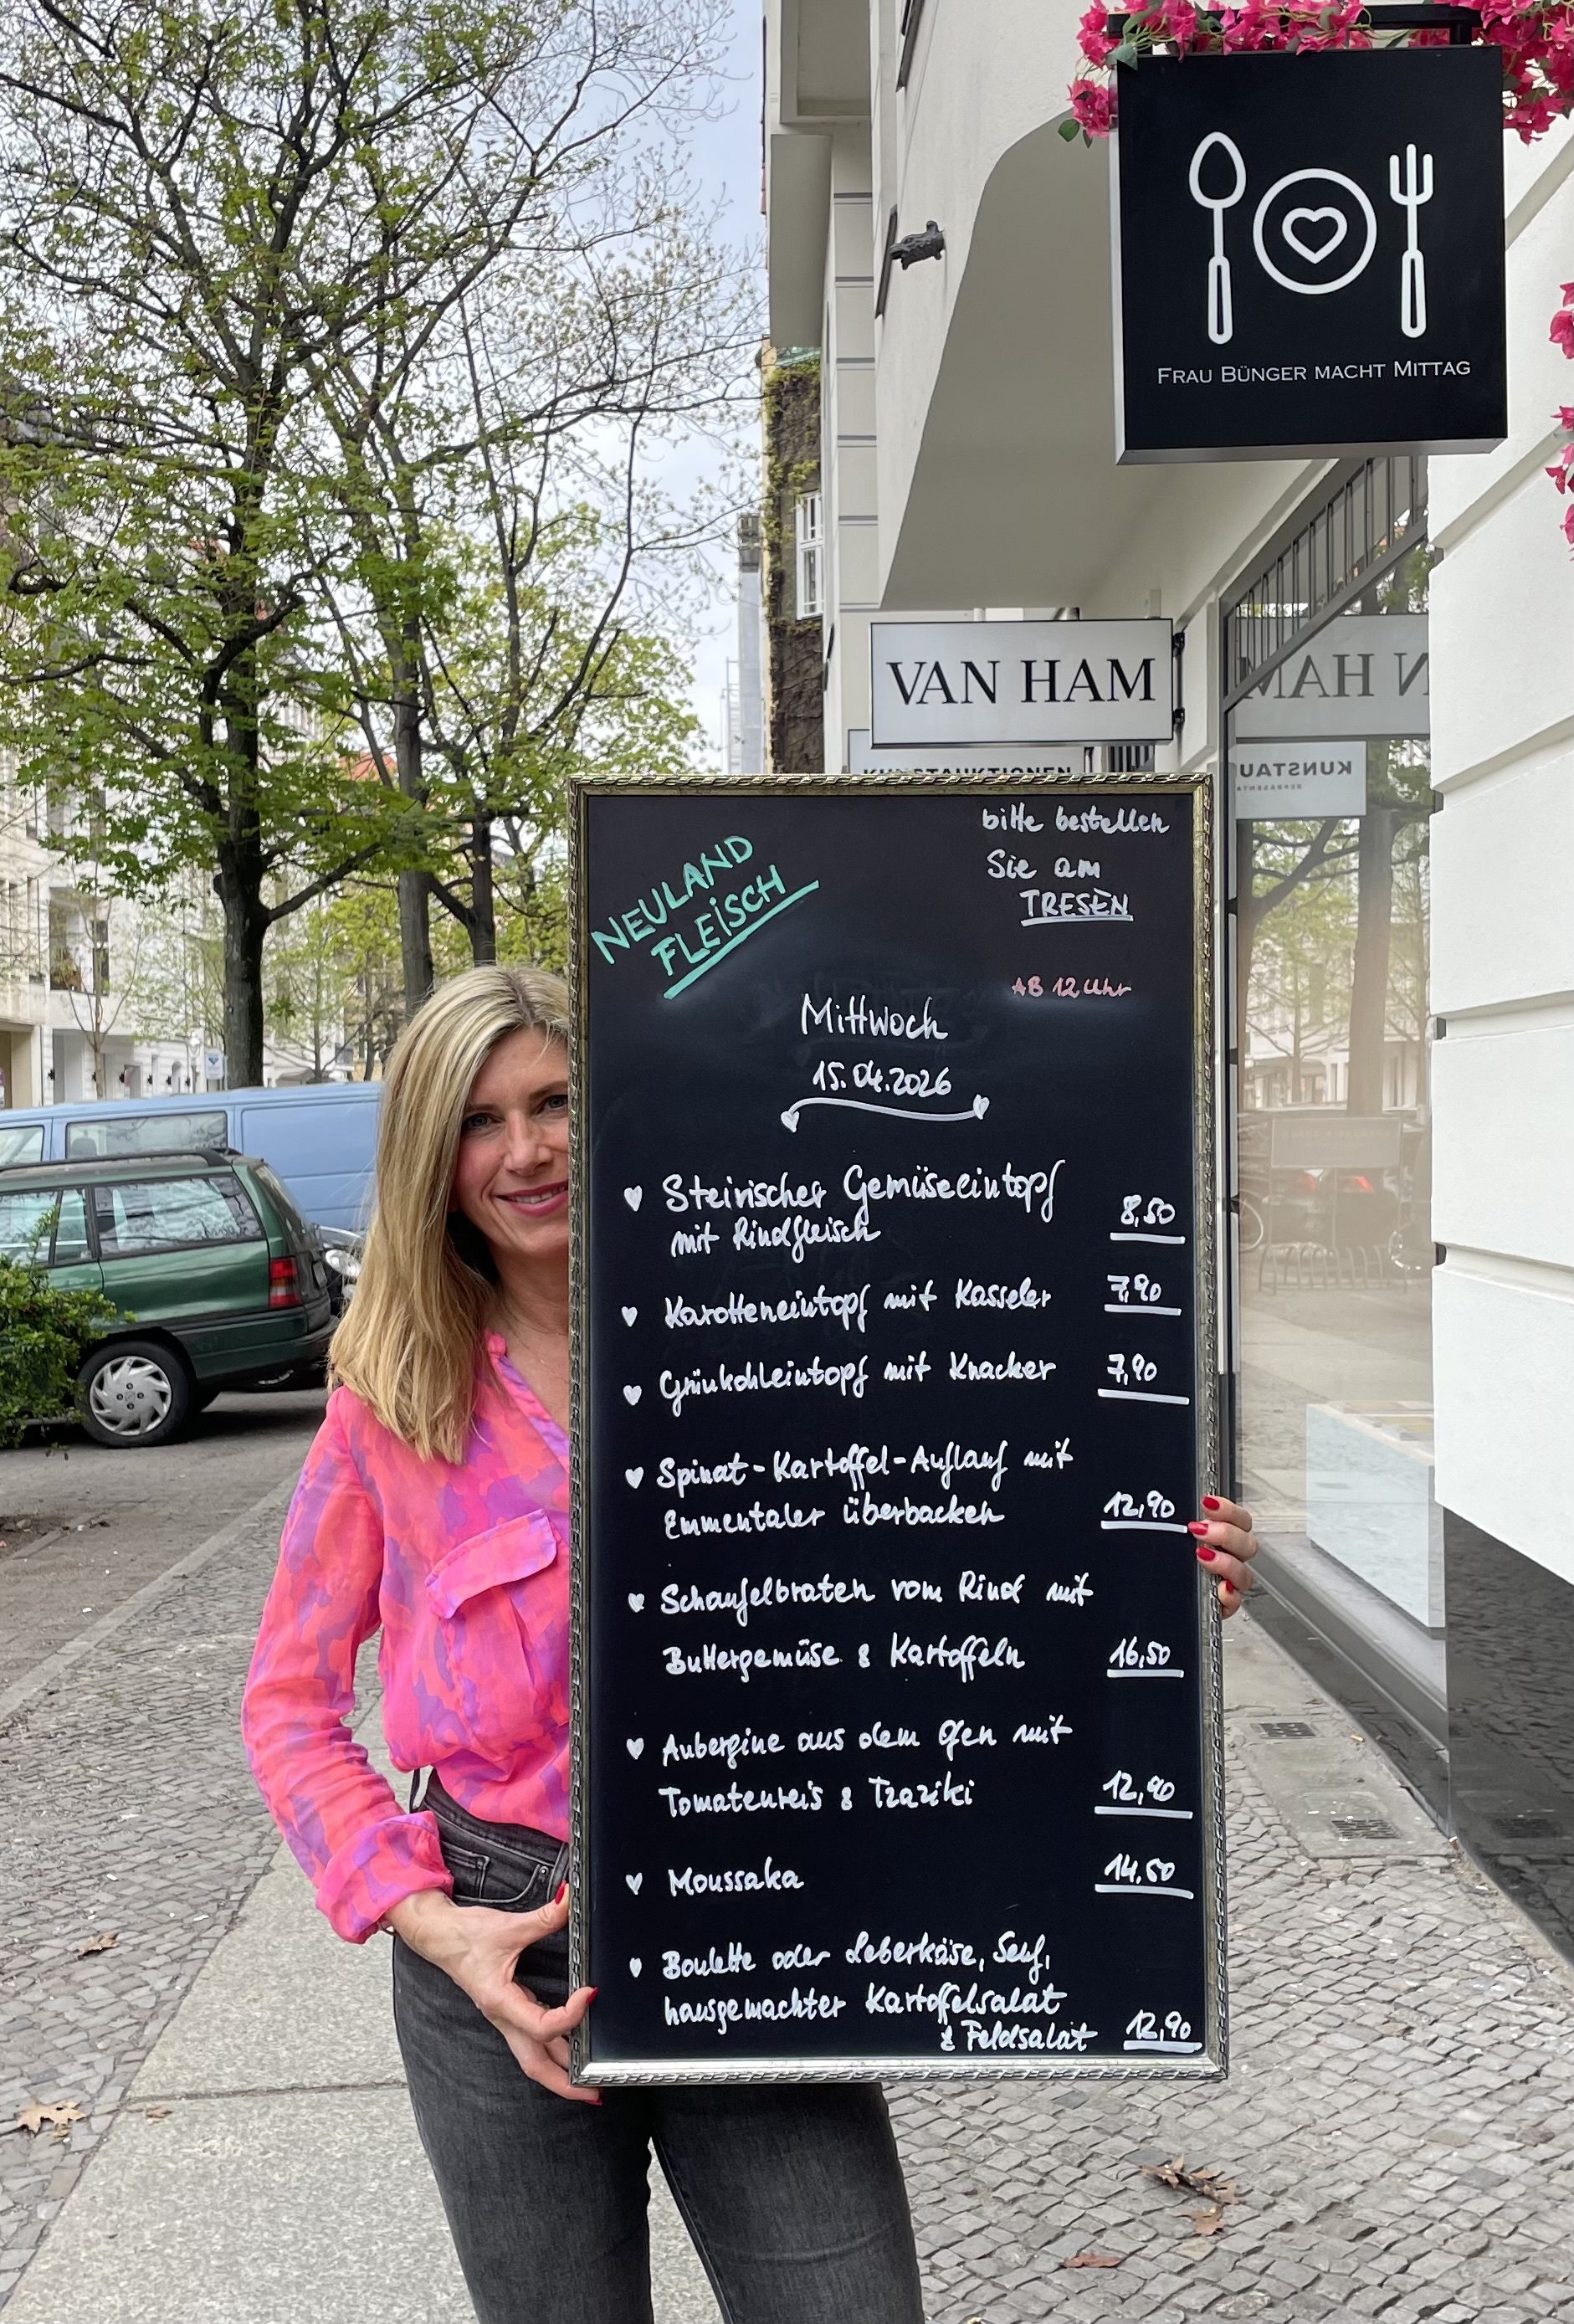 FRAU BÜNGER MACHT MITTAG
VAN HAM
KUNSTAUKTIONEN
NEULAND
FLEISCH
bitte bestellen
Sie am
TRESEN
AB 12 Uhr
Mittwoch
15.04.2026
Steirischer Gemüseeintopf
mit Rindfleisch 8,50
Karotteneintopf mit Kasseler 7,90
Grünkohleintopf mit Knacker 7,90
Spinat-Kartoffel-Auflauf mit
Emmentaler überbacken 12,90
Schaufelbraten vom Rind mit
Buttergemüse & Kartoffeln 16,50
Aubergine aus dem Ofen mit
Tomatenreis & Tzaziki 12,90
Moussaka 14,50
Boulette oder Leberkäse, Senf,
hausgemachter Kartoffelsalat
& Feldsalat 12,90